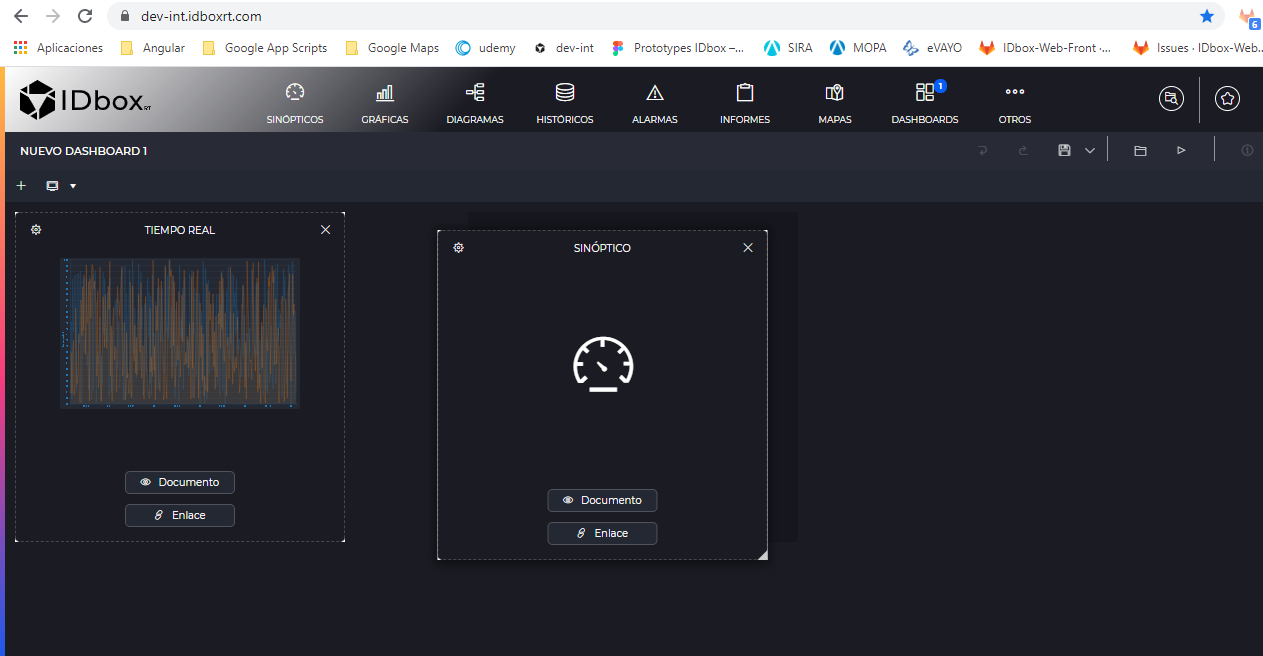 dev-int.idboxrt.com
6
Aplicaciones Angular Google App Scripts Google Maps udemy dev-int Prototypes IDbox –... SIRA MOPA eVAYO IDbox-Web-Front ·... Issues · IDbox-Web...
IDbox RT
SINÓPTICOS GRÁFICAS DIAGRAMAS HISTÓRICOS ALARMAS INFORMES MAPAS DASHBOARDS 1 OTROS
NUEVO DASHBOARD 1
TIEMPO REAL
Documento
Enlace
SINÓPTICO
Documento
Enlace